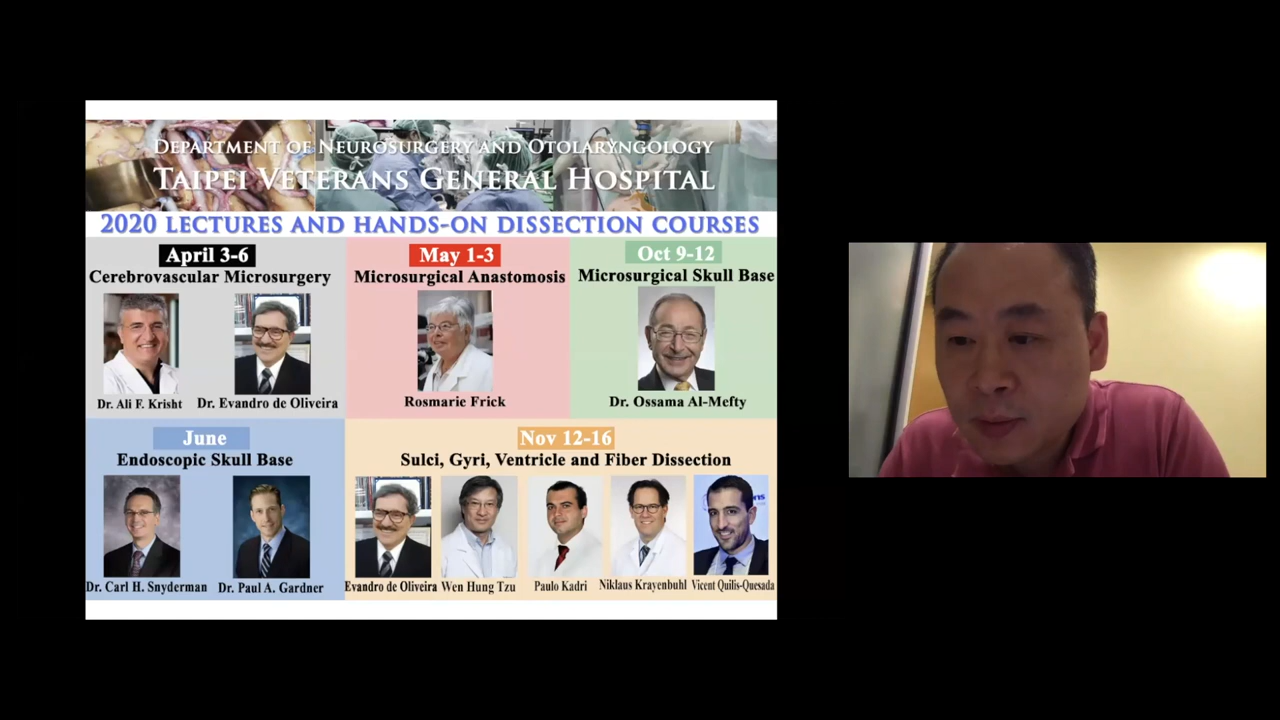 DEPARTMENT OF NEUROSURGERY AND OTOLARYNGOLOGY
TAIPEI VETERANS GENERAL HOSPITAL
2020 LECTURES AND HANDS-ON DISSECTION COURSES
April 3-6
Cerebrovascular Microsurgery
Dr. Ali F. Krisht
Dr. Evandro de Oliveira
May 1-3
Microsurgical Anastomosis
Rosmarie Frick
Oct 9-12
Microsurgical Skull Base
Dr. Ossama Al-Mefty
June
Endoscopic Skull Base
Dr. Carl H. Snyderman
Dr. Paul A. Gardner
Nov 12-16
Sulci, Gyri, Ventricle and Fiber Dissection
Evandro de Oliveira
Wen Hung Tzu
Paulo Kadri
Niklaus Krayenbuhl
Vicent Quilis-Quesada